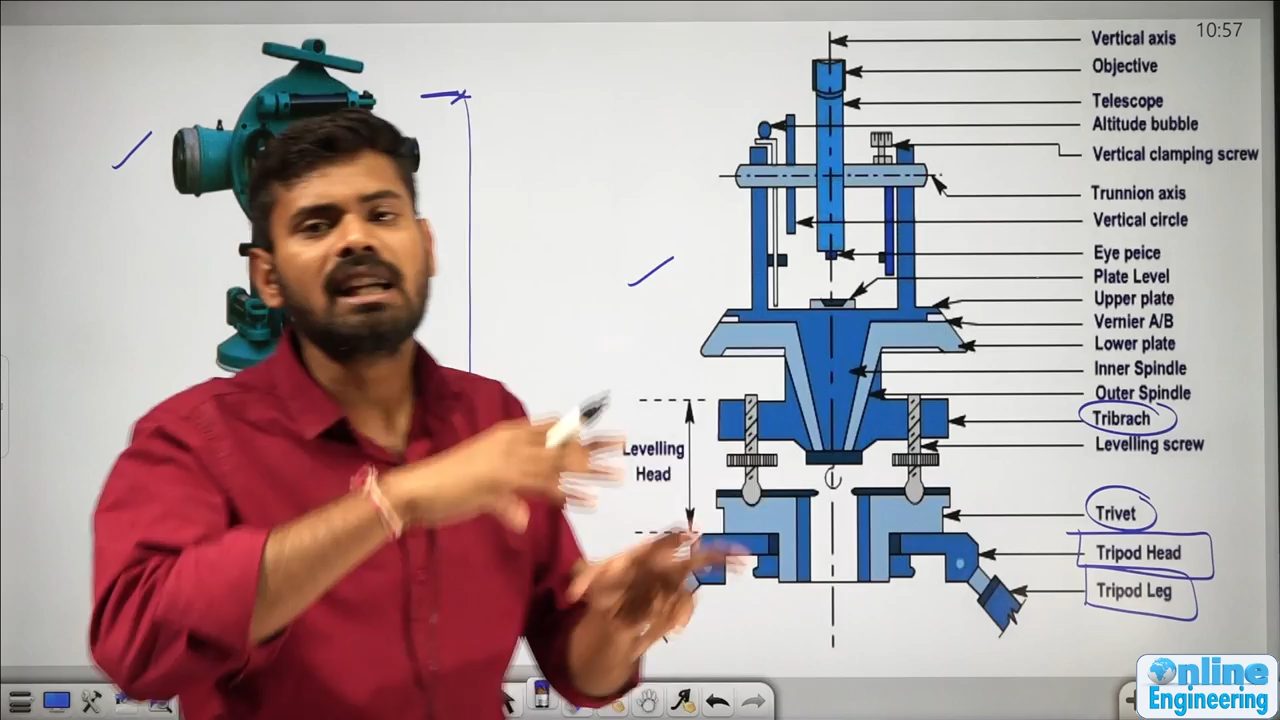 10:57
Vertical axis
Objective
Telescope
Altitude bubble
Vertical clamping screw
Trunnion axis
Vertical circle
Eye peice
Plate Level
Upper plate
Vernier A/B
Lower plate
Inner Spindle
Outer Spindle
Tribrach
Levelling screw
Levelling
Head
Trivet
Tripod Head
Tripod Leg
Online
Engineering